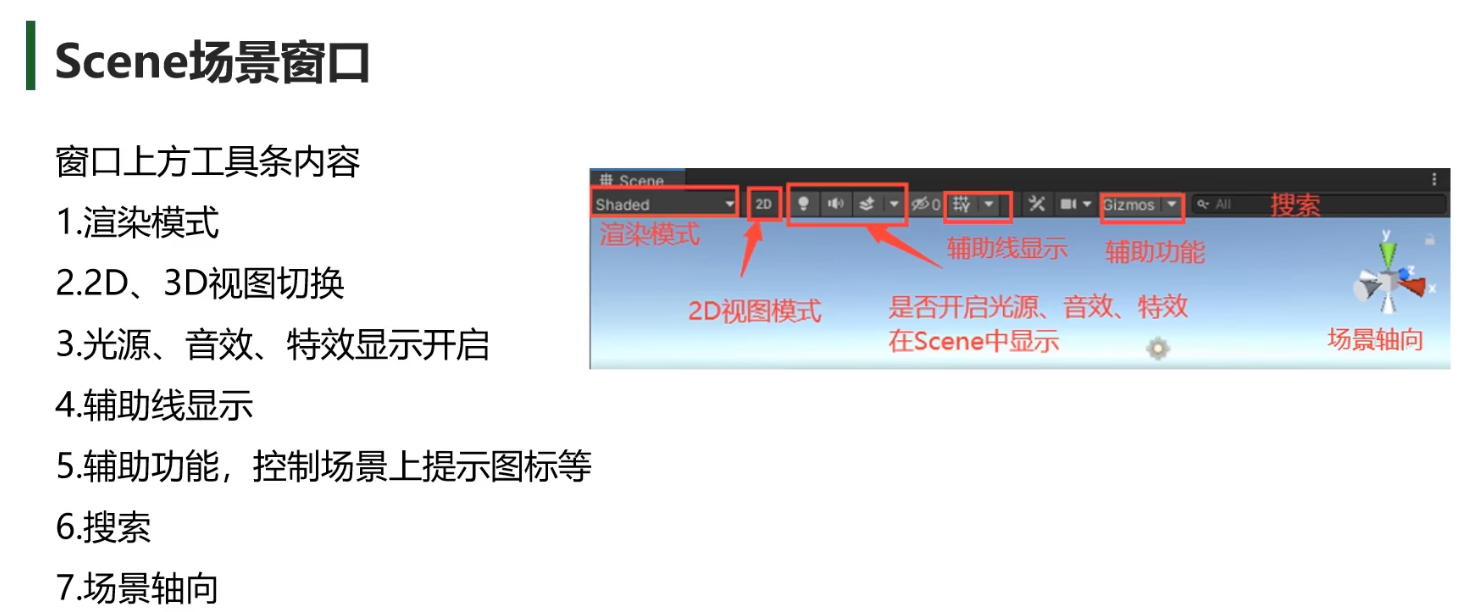 Scene场景窗口
窗口上方工具条内容
1.渲染模式
2.2D、3D视图切换
3.光源、音效、特效显示开启
4.辅助线显示
5.辅助功能，控制场景上提示图标等
6.搜索
7.场景轴向
Scene
Shaded
2D
0
Gizmos
All
搜索
渲染模式
辅助线显示
辅助功能
y
z
x
2D视图模式
是否开启光源、音效、特效
在Scene中显示
场景轴向